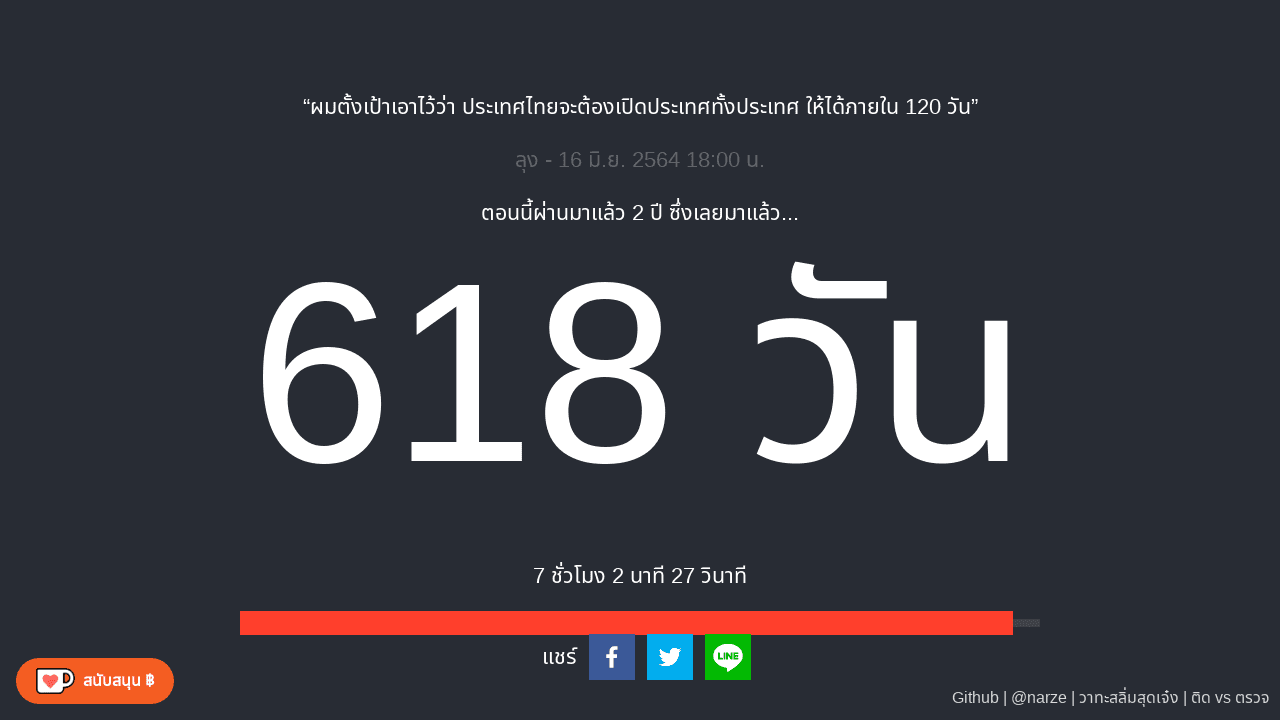 “ผมตั้งเป้าเอาไว้ว่า ประเทศไทยจะต้องเปิดประเทศทั้งประเทศ ให้ได้ภายใน 120 วัน”
ลุง - 16 มิ.ย. 2564 18:00 น.
ตอนนี้ผ่านมาแล้ว 2 ปี ซึ่งเลยมาแล้ว...
618 วัน
7 ชั่วโมง 2 นาที 27 วินาที
แชร์
LINE
สนับสนุน ฿
Github | @narze | วาทะสลิ่มสุดเจ๋ง | ติด vs ตรวจ